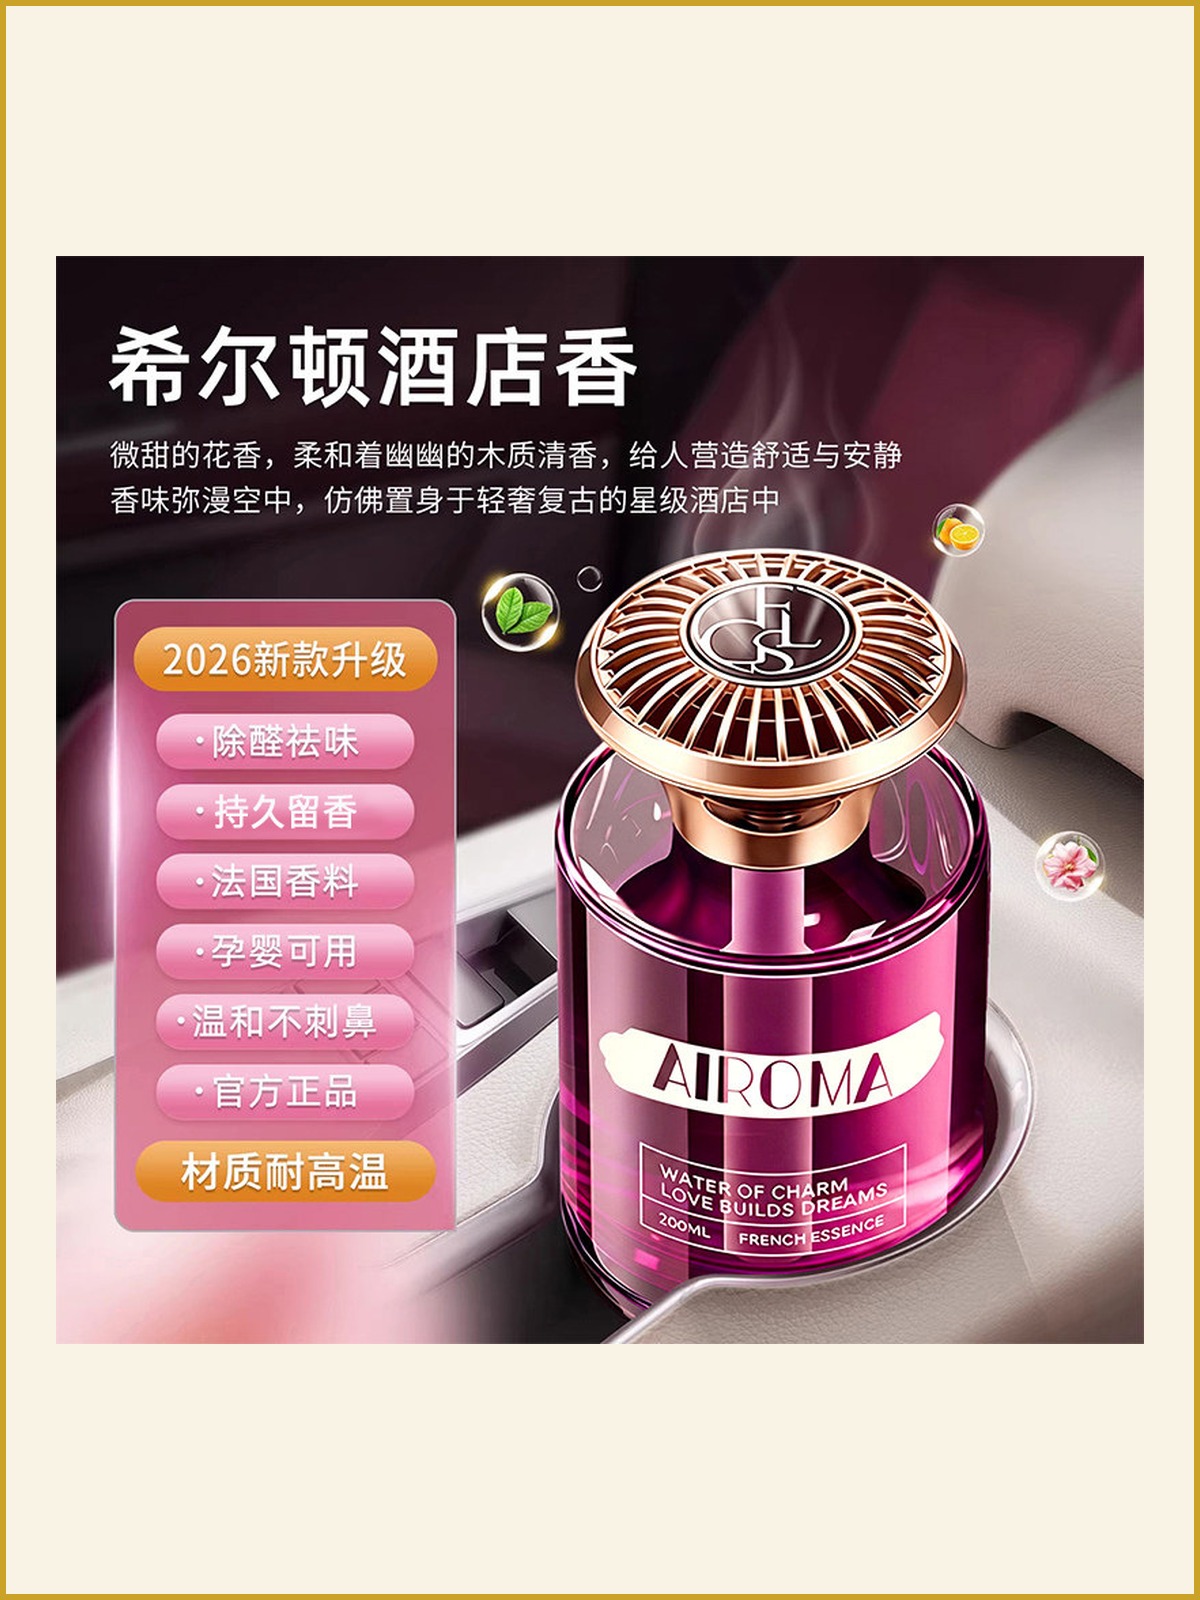 希尔顿酒店香
微甜的花香，柔和着幽幽的木质清香，给人营造舒适与安静
香味弥漫空中，仿佛置身于轻奢复古的星级酒店中
2026新款升级
·除醛祛味
·持久留香
·法国香料
·孕婴可用
·温和不刺鼻
·官方正品
材质耐高温
AIROMA
WATER OF CHARM
LOVE BUILDS DREAMS
200ML FRENCH ESSENCE